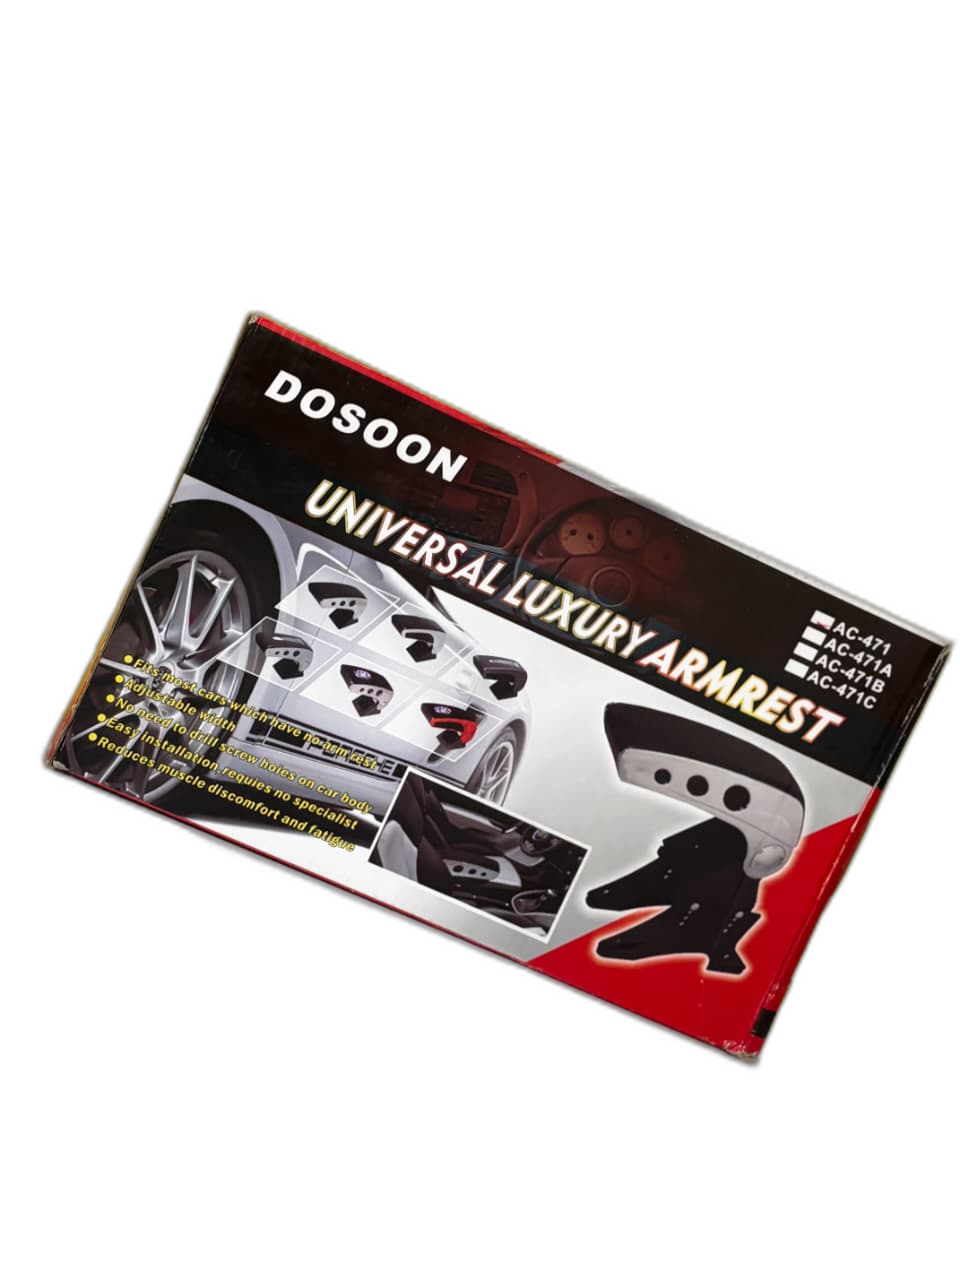 DOSOON
UNIVERSAL LUXURY ARMREST
AC-471
AC-471A
AC-471B
AC-471C
●Fits most cars which have no arm rest
●Adjustable width
●No need to drill screw holes on car body
●Easy installation,requies no specialist
●Reduces muscle discomfort and fatigue